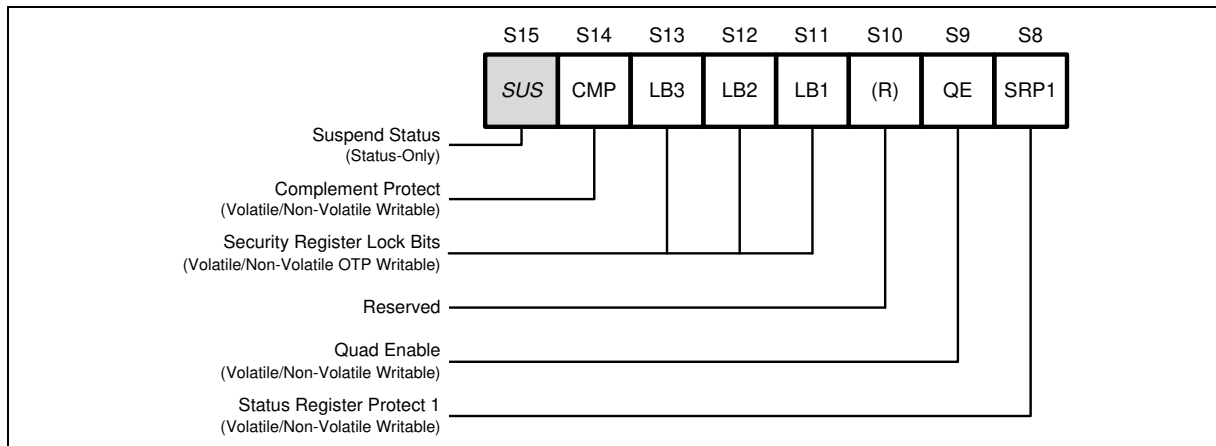 S15 S14 S13 S12 S11 S10 S9 S8
SUS CMP LB3 LB2 LB1 (R) QE SRP1
Suspend Status
(Status-Only)
Complement Protect
(Volatile/Non-Volatile Writable)
Security Register Lock Bits
(Volatile/Non-Volatile OTP Writable)
Reserved
Quad Enable
(Volatile/Non-Volatile Writable)
Status Register Protect 1
(Volatile/Non-Volatile Writable)